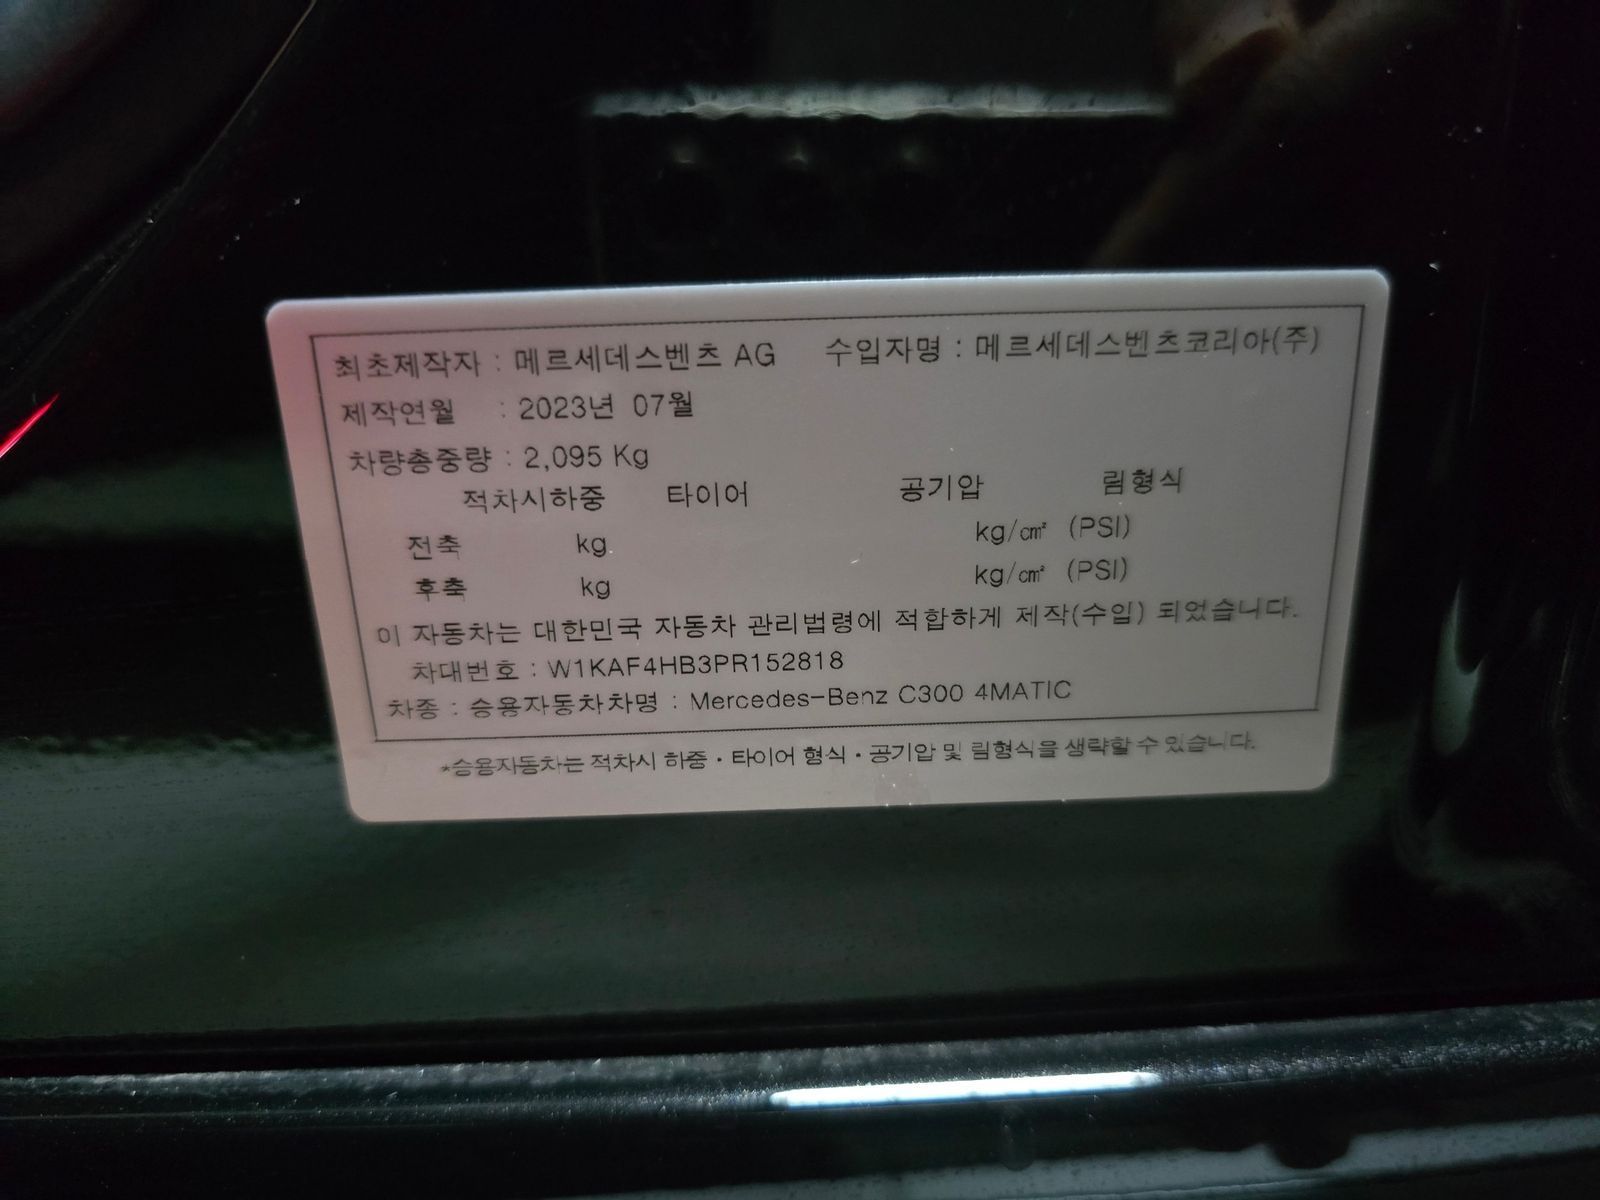 최초제작자 : 메르세데스벤츠 AG 수입자명 : 메르세데스벤츠코리아(주)
제작연월 : 2023년 07월
차량총중량 : 2,095 Kg
적차시하중 타이어 공기압 림형식
전축 kg kg/㎠ (PSI)
후축 kg kg/㎠ (PSI)
이 자동차는 대한민국 자동차 관리법령에 적합하게 제작(수입) 되었습니다.
차대번호 : W1KAF4HB3PR152818
차종 : 승용자동차차명 : Mercedes-Benz C300 4MATIC
*승용자동차는 적차시 하중·타이어 형식·공기압 및 림형식을 생략할 수 있습니다.